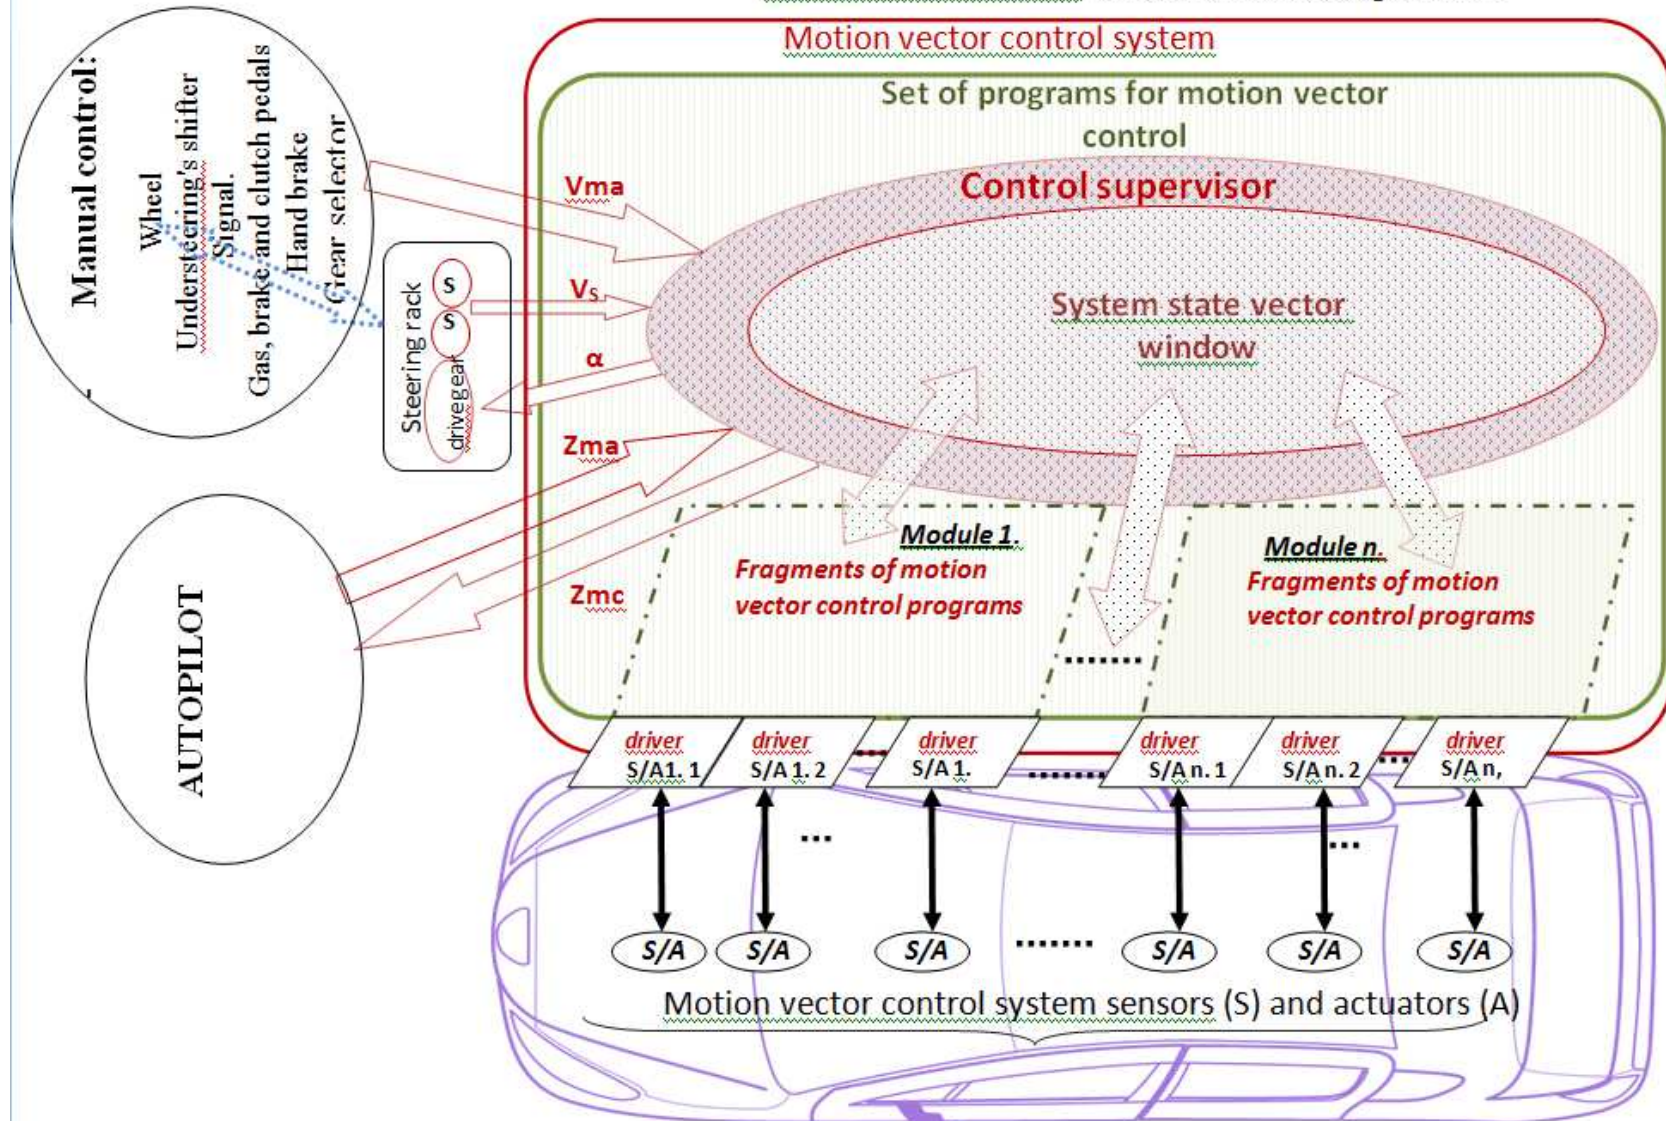 Motion vector control system
Set of programs for motion vector
control
Control supervisor
System state vector
window
Manual control:
Wheel
Understeering's shifter
Signal.
Gas, brake and clutch pedals
Hand brake
Gear selector
-
Steering rack
S
S
drivegear
Vma
Vs
α
Zma
Zmc
AUTOPILOT
Module 1.
Fragments of motion
vector control programs
Module n.
Fragments of motion
vector control programs
........
driver
S/A1. 1
driver
S/A 1. 2
driver
S/A 1.
driver
S/A n. 1
driver
S/A n. 2
driver
S/A n,
...
...
S/A
S/A
S/A
........
S/A
S/A
S/A
Motion vector control system sensors (S) and actuators (A)